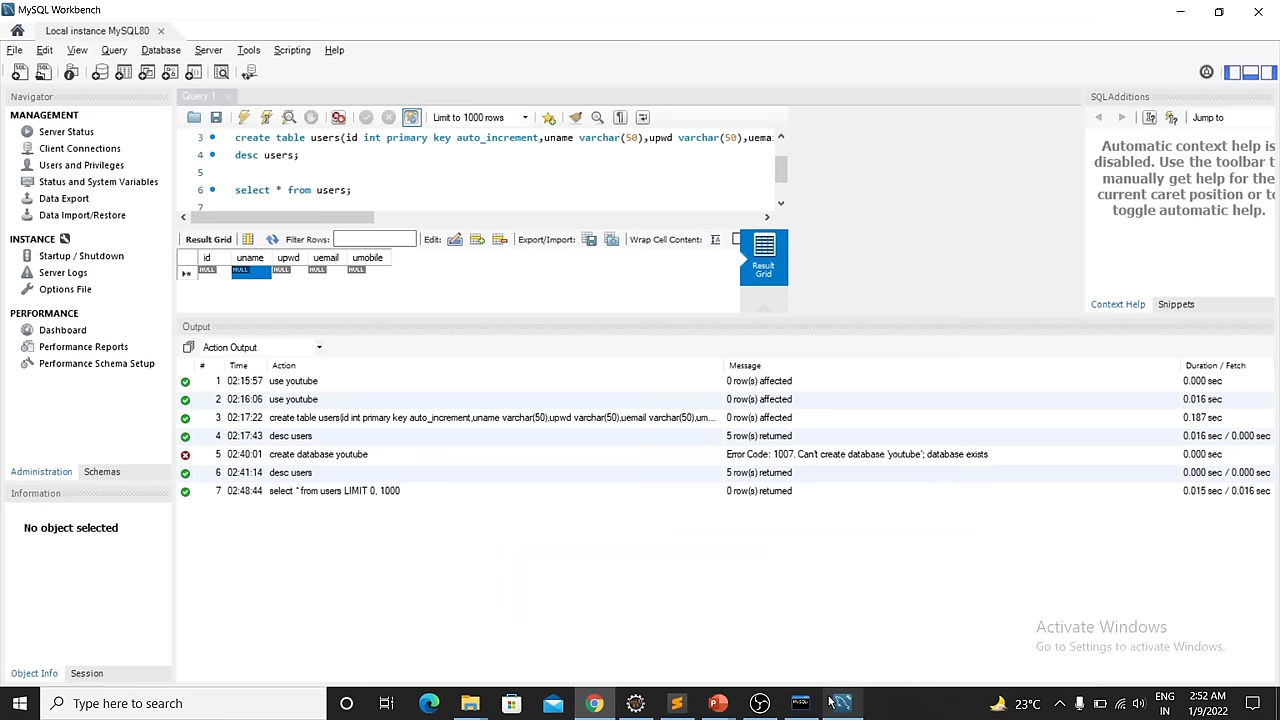 MySQL Workbench
Local instance MySQL80
File Edit View Query Database Server Tools Scripting Help
Navigator
MANAGEMENT
Server Status
Client Connections
Users and Privileges
Status and System Variables
Data Export
Data Import/Restore
INSTANCE
Startup / Shutdown
Server Logs
Options File
PERFORMANCE
Dashboard
Performance Reports
Performance Schema Setup
Administration Schemas
Information
No object selected
Object Info Session
Query 1
Limit to 1000 rows
3 create table users(id int primary key auto_increment,uname varchar(50),upwd varchar(50),uema
4 desc users;
5
6 select * from users;
7
Result Grid Filter Rows: Edit: Export/Import: Wrap Cell Content:
id uname upwd uemail umobile
NULL NULL NULL NULL NULL
Result
Grid
SQLAdditions
Jump to
Automatic context help is
disabled. Use the toolbar t
manually get help for the
current caret position or to
toggle automatic help.
Context Help Snippets
Output
Action Output
# Time Action Message Duration / Fetch
1 02:15:57 use youtube 0 row(s) affected 0.000 sec
2 02:16:06 use youtube 0 row(s) affected 0.016 sec
3 02:17:22 create table users(id int primary key auto_increment,uname varchar(50),upwd varchar(50),uemail varchar(50),um... 0 row(s) affected 0.187 sec
4 02:17:43 desc users 5 row(s) returned 0.016 sec / 0.000 sec
5 02:40:01 create database youtube Error Code: 1007. Can't create database 'youtube'; database exists 0.000 sec
6 02:41:14 desc users 5 row(s) returned 0.000 sec / 0.000 sec
7 02:48:44 select * from users LIMIT 0, 1000 0 row(s) returned 0.015 sec / 0.016 sec
Activate Windows
Go to Settings to activate Windows.
Type here to search
23°C
ENG
IN
2:52 AM
1/9/2022